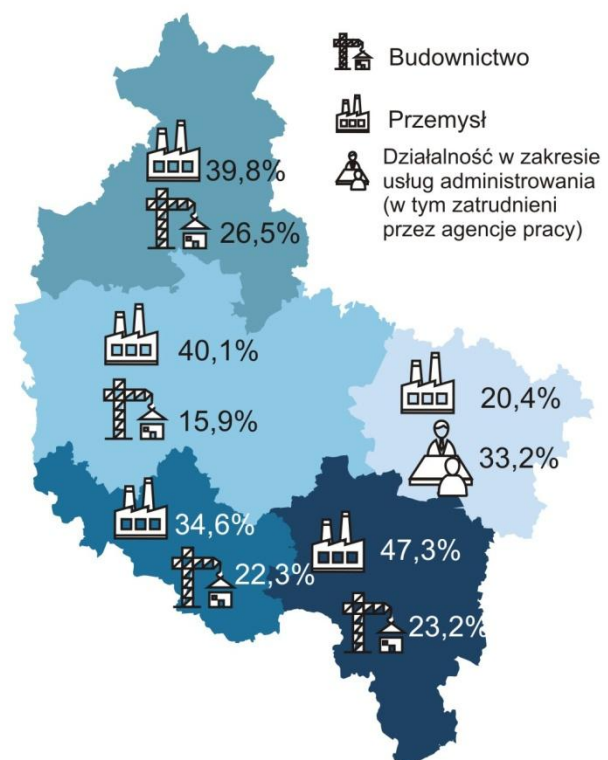 Budownictwo
Przemysł
Działalność w zakresie
usług administrowania
(w tym zatrudnieni
przez agencje pracy)
39,8%
26,5%
40,1%
15,9%
20,4%
33,2%
34,6%
22,3%
47,3%
23,2%